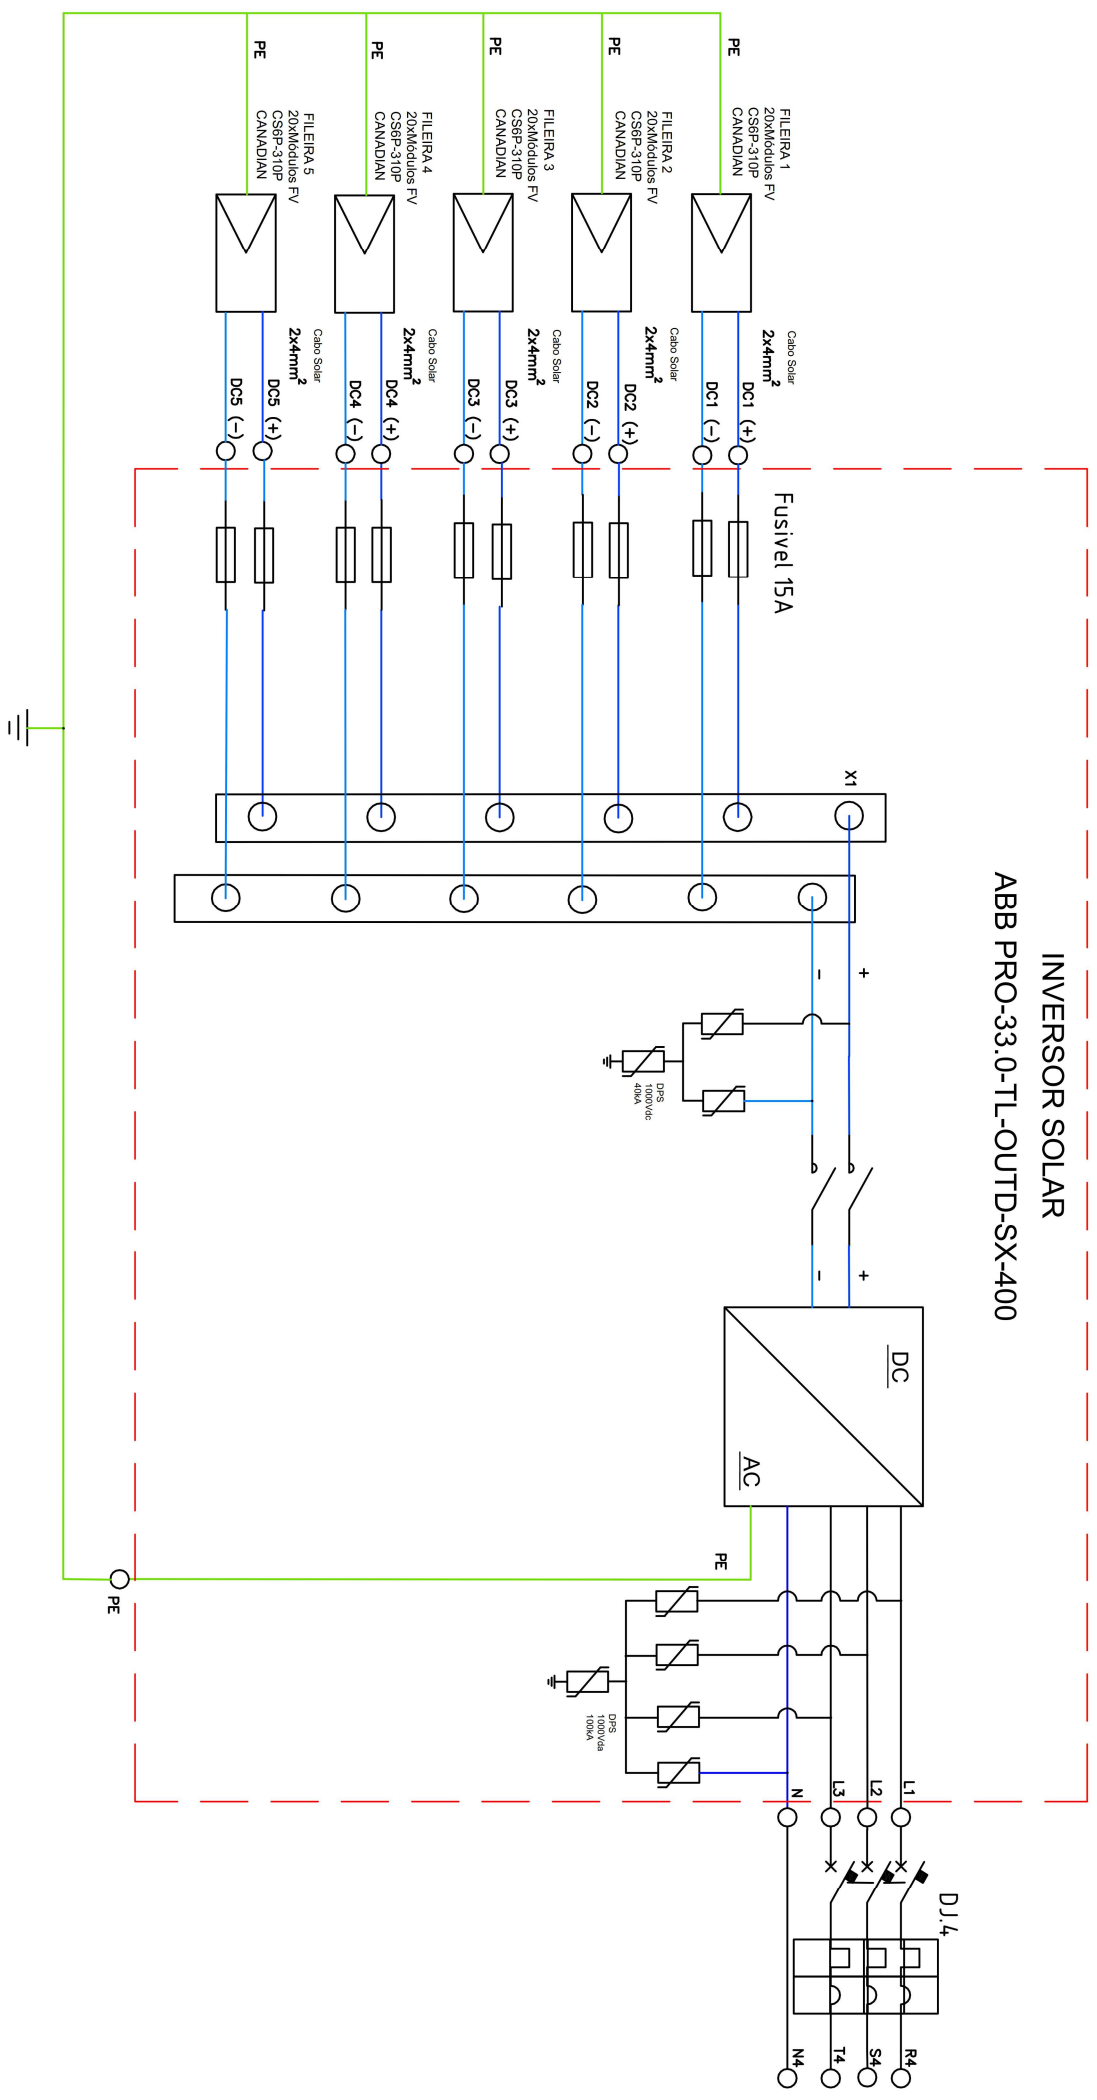 INVERSOR SOLAR
ABB PRO-33.0-TL-OUTD-SX-400
PE
FILEIRA 1
20xMódulos FV
CS6P-310P
CANADIAN
Cabo Solar
2x4mm²
DC1 (+)
DC1 (-)
Fusivel 15A
X1
PE
FILEIRA 2
20xMódulos FV
CS6P-310P
CANADIAN
Cabo Solar
2x4mm²
DC2 (+)
DC2 (-)
PE
FILEIRA 3
20xMódulos FV
CS6P-310P
CANADIAN
Cabo Solar
2x4mm²
DC3 (+)
DC3 (-)
PE
FILEIRA 4
20xMódulos FV
CS6P-310P
CANADIAN
Cabo Solar
2x4mm²
DC4 (+)
DC4 (-)
PE
FILEIRA 5
20xMódulos FV
CS6P-310P
CANADIAN
Cabo Solar
2x4mm²
DC5 (+)
DC5 (-)
+
-
DPS
1000Vdc
40kA
+
-
DC
AC
PE
PE
DPS
1000Vda
100kA
L1
L2
L3
N
DJ.4
R4
S4
T4
N4